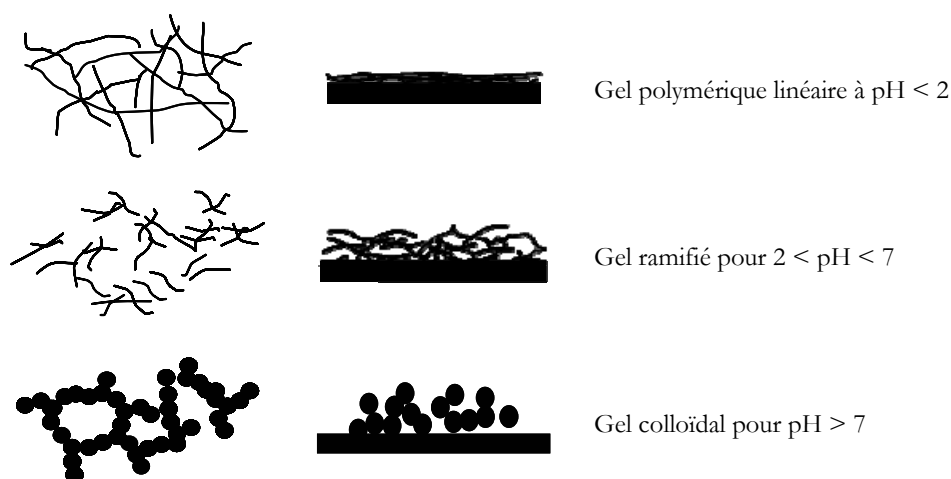 Gel polymérique linéaire à pH < 2
Gel ramifié pour 2 < pH < 7
Gel colloïdal pour pH > 7